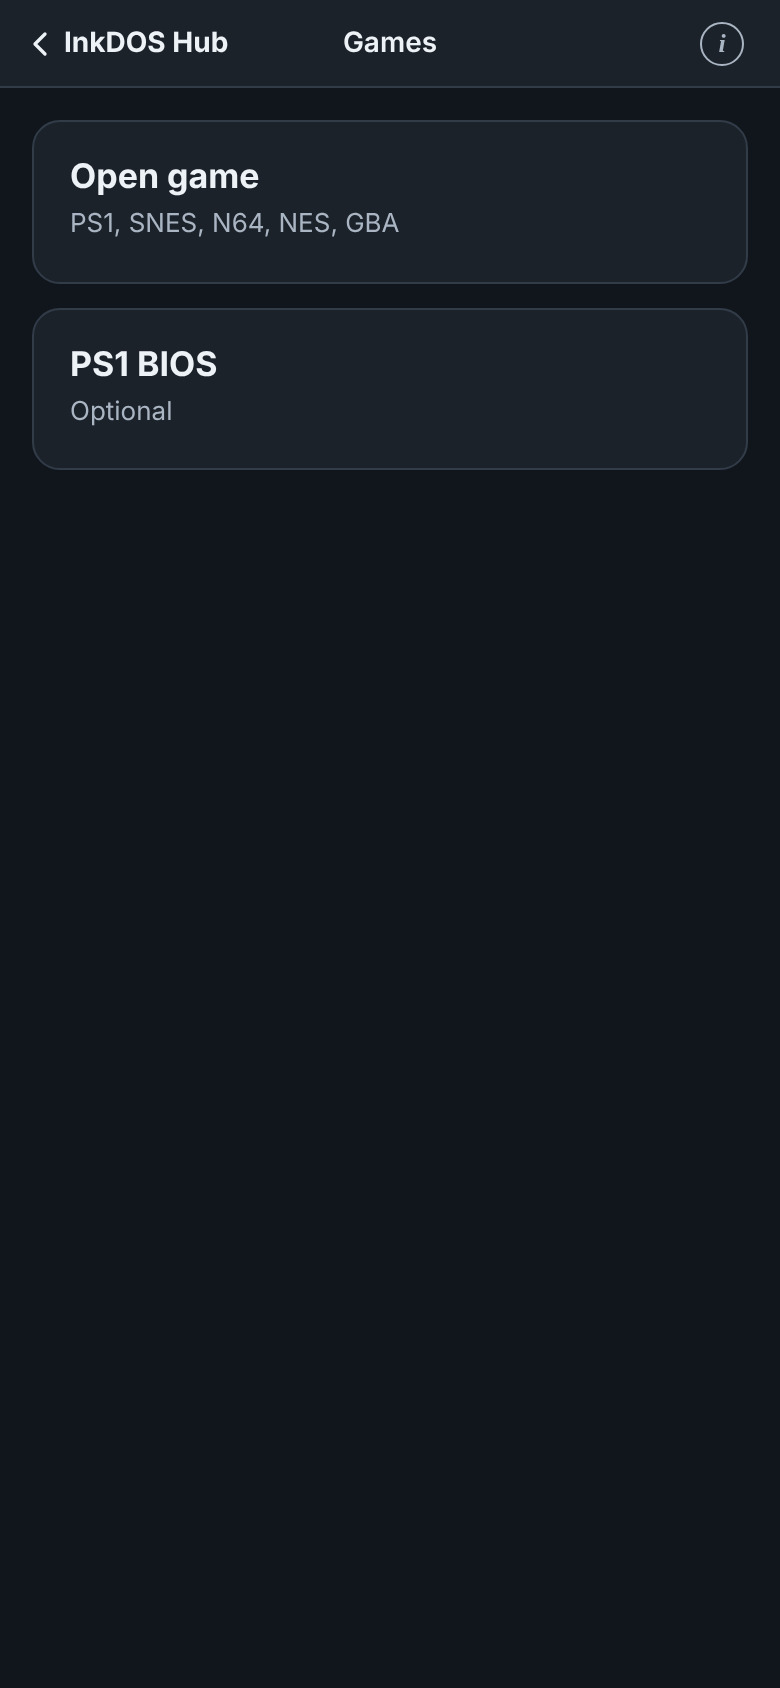 InkDOS Hub
Games
i
Open game
PS1, SNES, N64, NES, GBA
PS1 BIOS
Optional